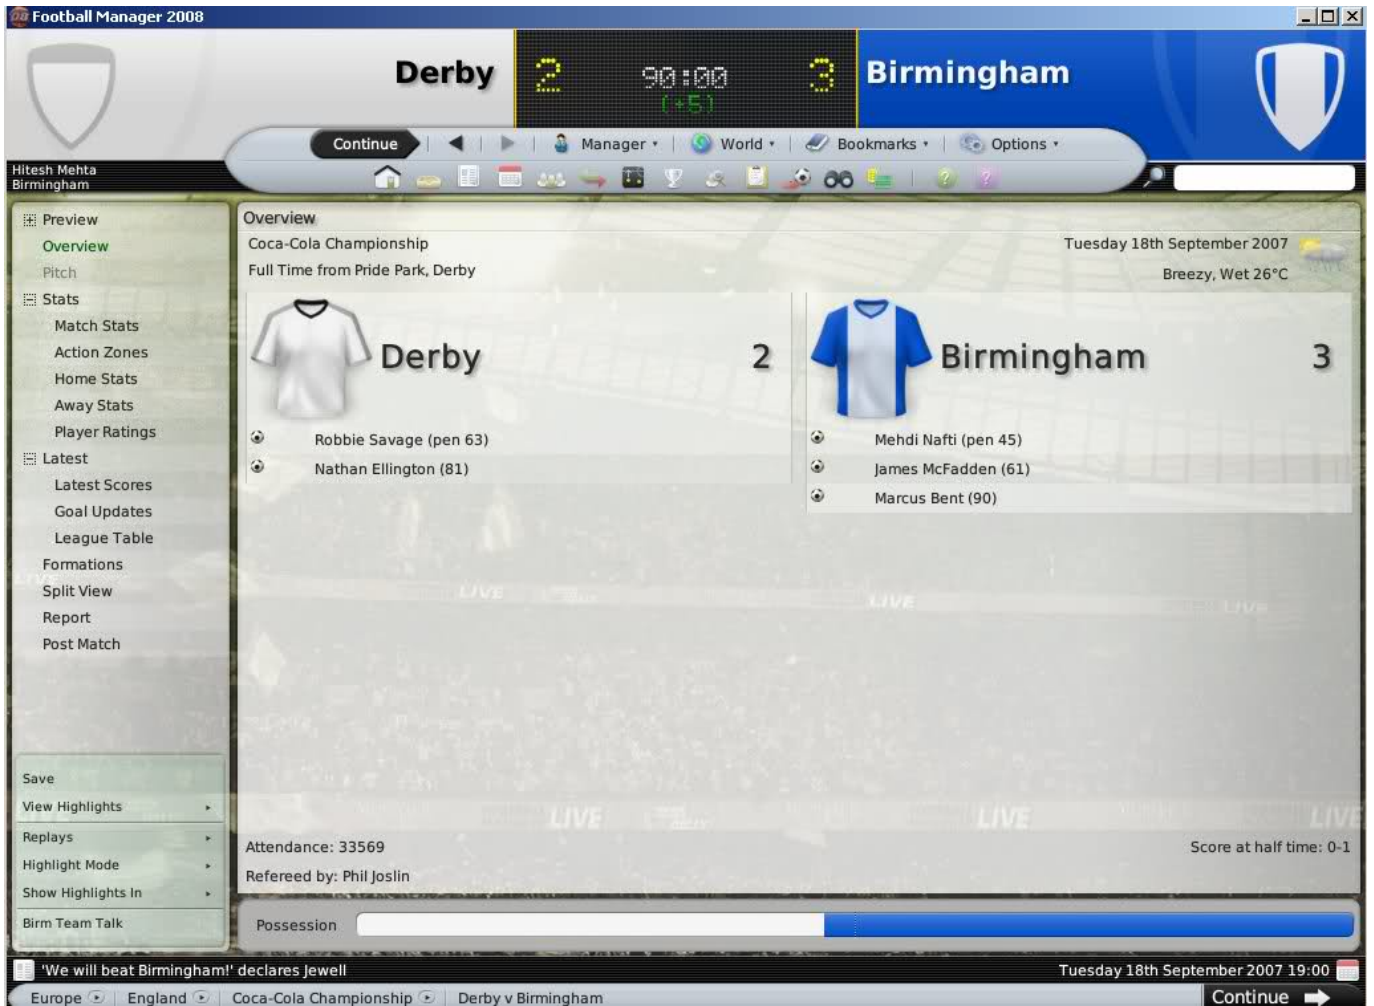 Football Manager 2008
Derby 2 90:00 3 Birmingham
(+5)
Continue Manager World Bookmarks Options
Hitesh Mehta
Birmingham
Preview
Overview
Pitch
Stats
Match Stats
Action Zones
Home Stats
Away Stats
Player Ratings
Latest
Latest Scores
Goal Updates
League Table
Formations
Split View
Report
Post Match
Save
View Highlights
Replays
Highlight Mode
Show Highlights In
Birm Team Talk
Overview
Coca-Cola Championship Tuesday 18th September 2007
Full Time from Pride Park, Derby Breezy, Wet 26°C
Derby 2 Birmingham 3
Robbie Savage (pen 63) Mehdi Nafti (pen 45)
Nathan Ellington (81) James McFadden (61)
Marcus Bent (90)
LIVE LIVE LIVE
LIVE LIVE LIVE
Attendance: 33569 Score at half time: 0-1
Refereed by: Phil Joslin
Possession
'We will beat Birmingham!' declares Jewell Tuesday 18th September 2007 19:00
Europe England Coca-Cola Championship Derby v Birmingham Continue